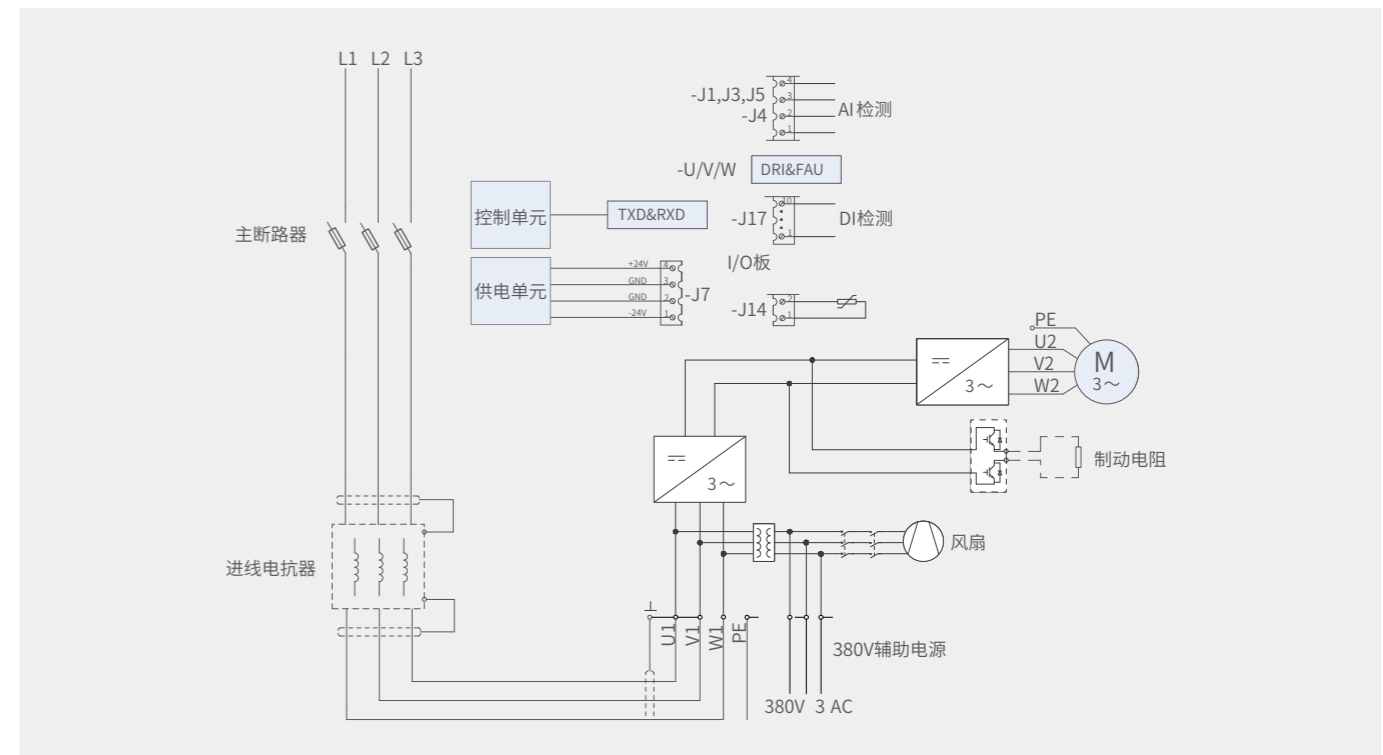 L1 L2 L3
4
-J1,J3,J5
3
-J4
2
AI检测
1
-U/V/W
DRI&FAU
控制单元
TXD&RXD
-J17
10
1
DI检测
主断路器
I/O板
供电单元
+24V
4
GND
3
GND
2
-24V
1
-J7
-J14
2
1
PE
U2
V2
W2
M
3～
3～
3～
制动电阻
风扇
进线电抗器
U1
V1
W1
PE
380V辅助电源
380V 3 AC